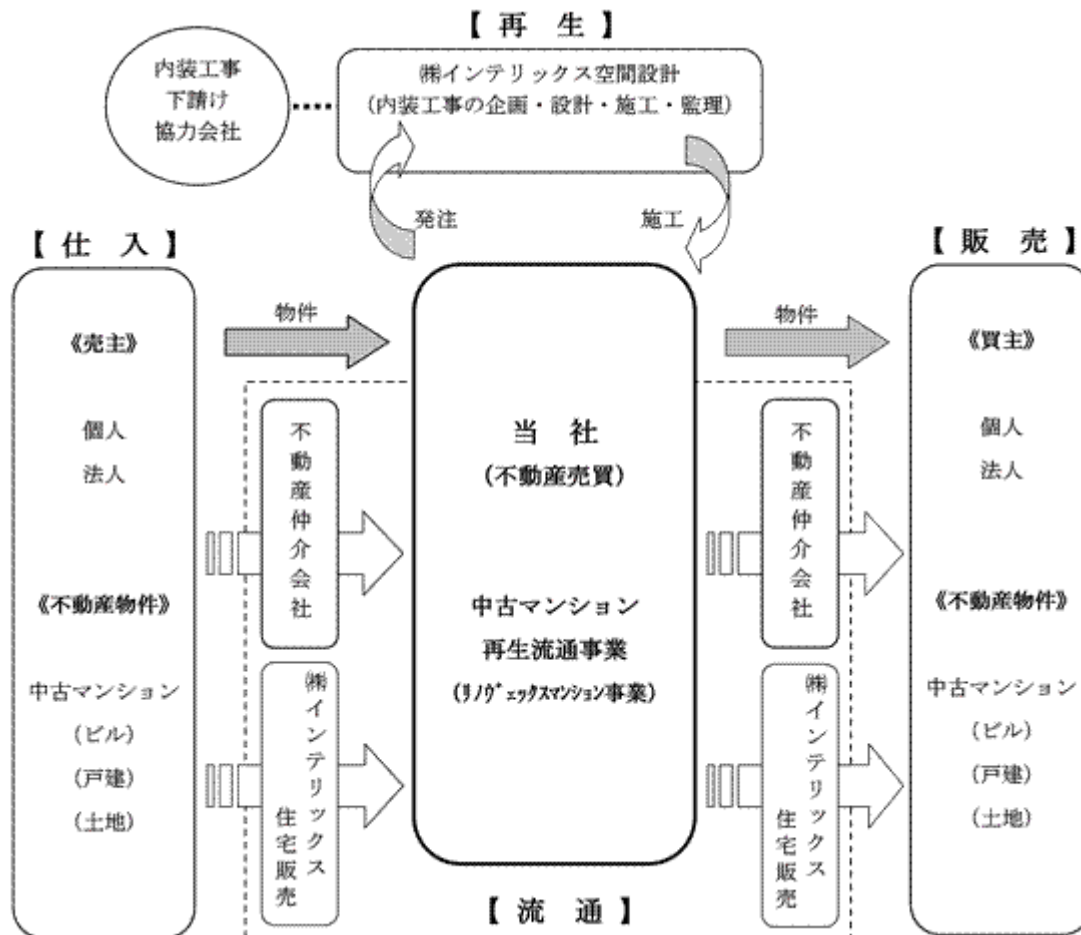 【 再 生 】
内装工事
下請け
協力会社
㈱インテリックス空間設計
(内装工事の企画・設計・施工・監理)
発注
施工
【 仕 入 】
《売主》
個人
法人
《不動産物件》
中古マンション
(ビル)
(戸建)
(土地)
物件
不動産仲介会社
㈱インテリックス
住宅販売
当 社
(不動産売買)
中古マンション
再生流通事業
(ﾘﾉｳﾞｪｯｸｽﾏﾝｼｮﾝ事業)
【 流 通 】
物件
不動産仲介会社
㈱インテリックス
住宅販売
【 販 売 】
《買主》
個人
法人
《不動産物件》
中古マンション
(ビル)
(戸建)
(土地)